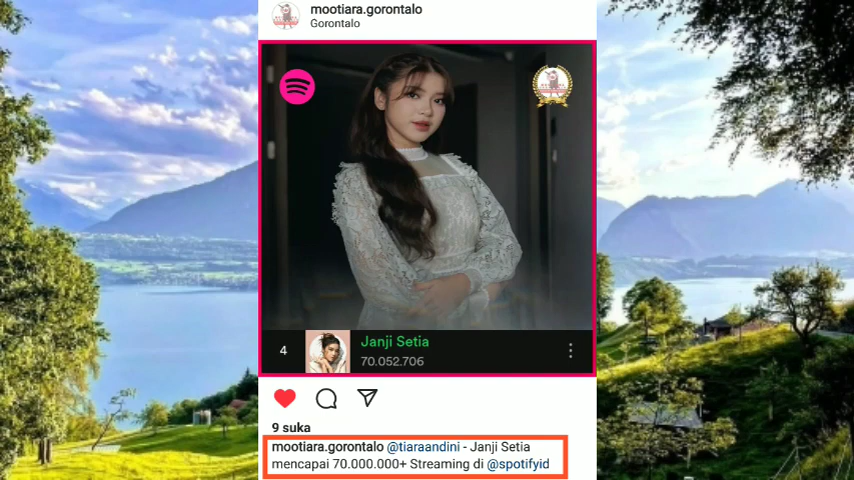 mootiara.gorontalo
Gorontalo
4
Janji Setia
70.052.706
9 suka
mootiara.gorontalo @tiaraandini - Janji Setia
mencapai 70.000.000+ Streaming di @spotifyid